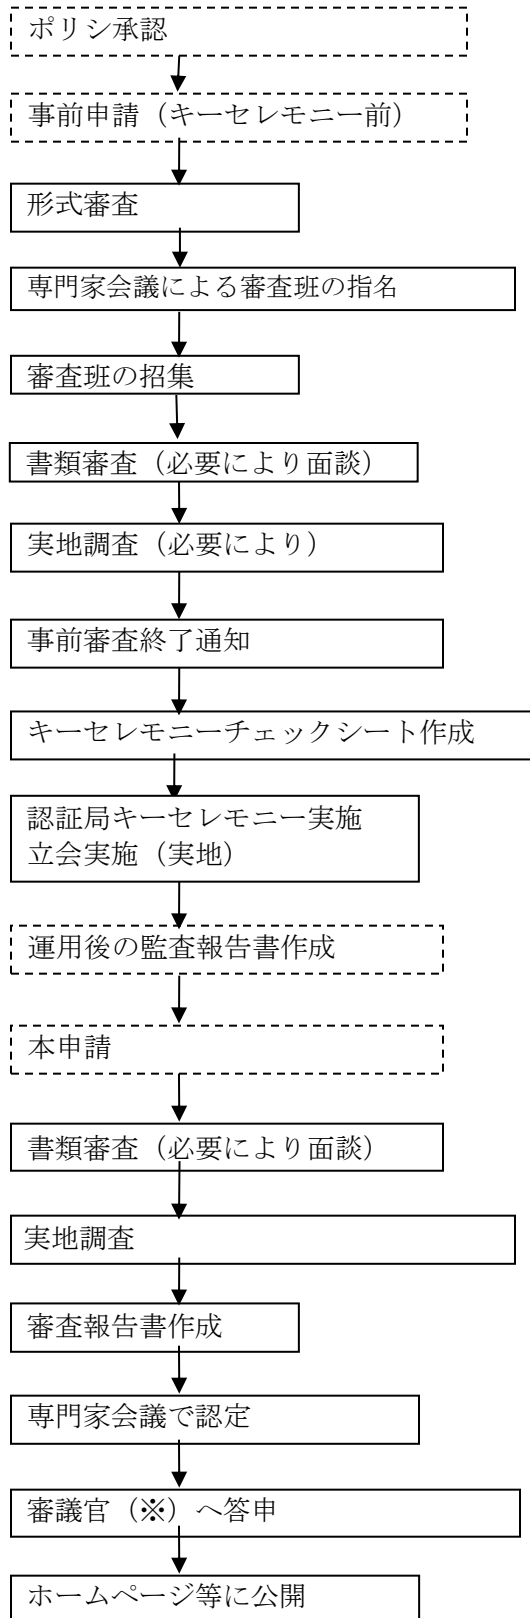 ポリシ承認
事前申請（キーセレモニー前）
形式審査
専門家会議による審査班の指名
審査班の招集
書類審査（必要により面談）
実地調査（必要により）
事前審査終了通知
キーセレモニーチェックシート作成
認証局キーセレモニー実施
立会実施（実地）
運用後の監査報告書作成
本申請
書類審査（必要により面談）
実地調査
審査報告書作成
専門家会議で認定
審議官（※）へ答申
ホームページ等に公開